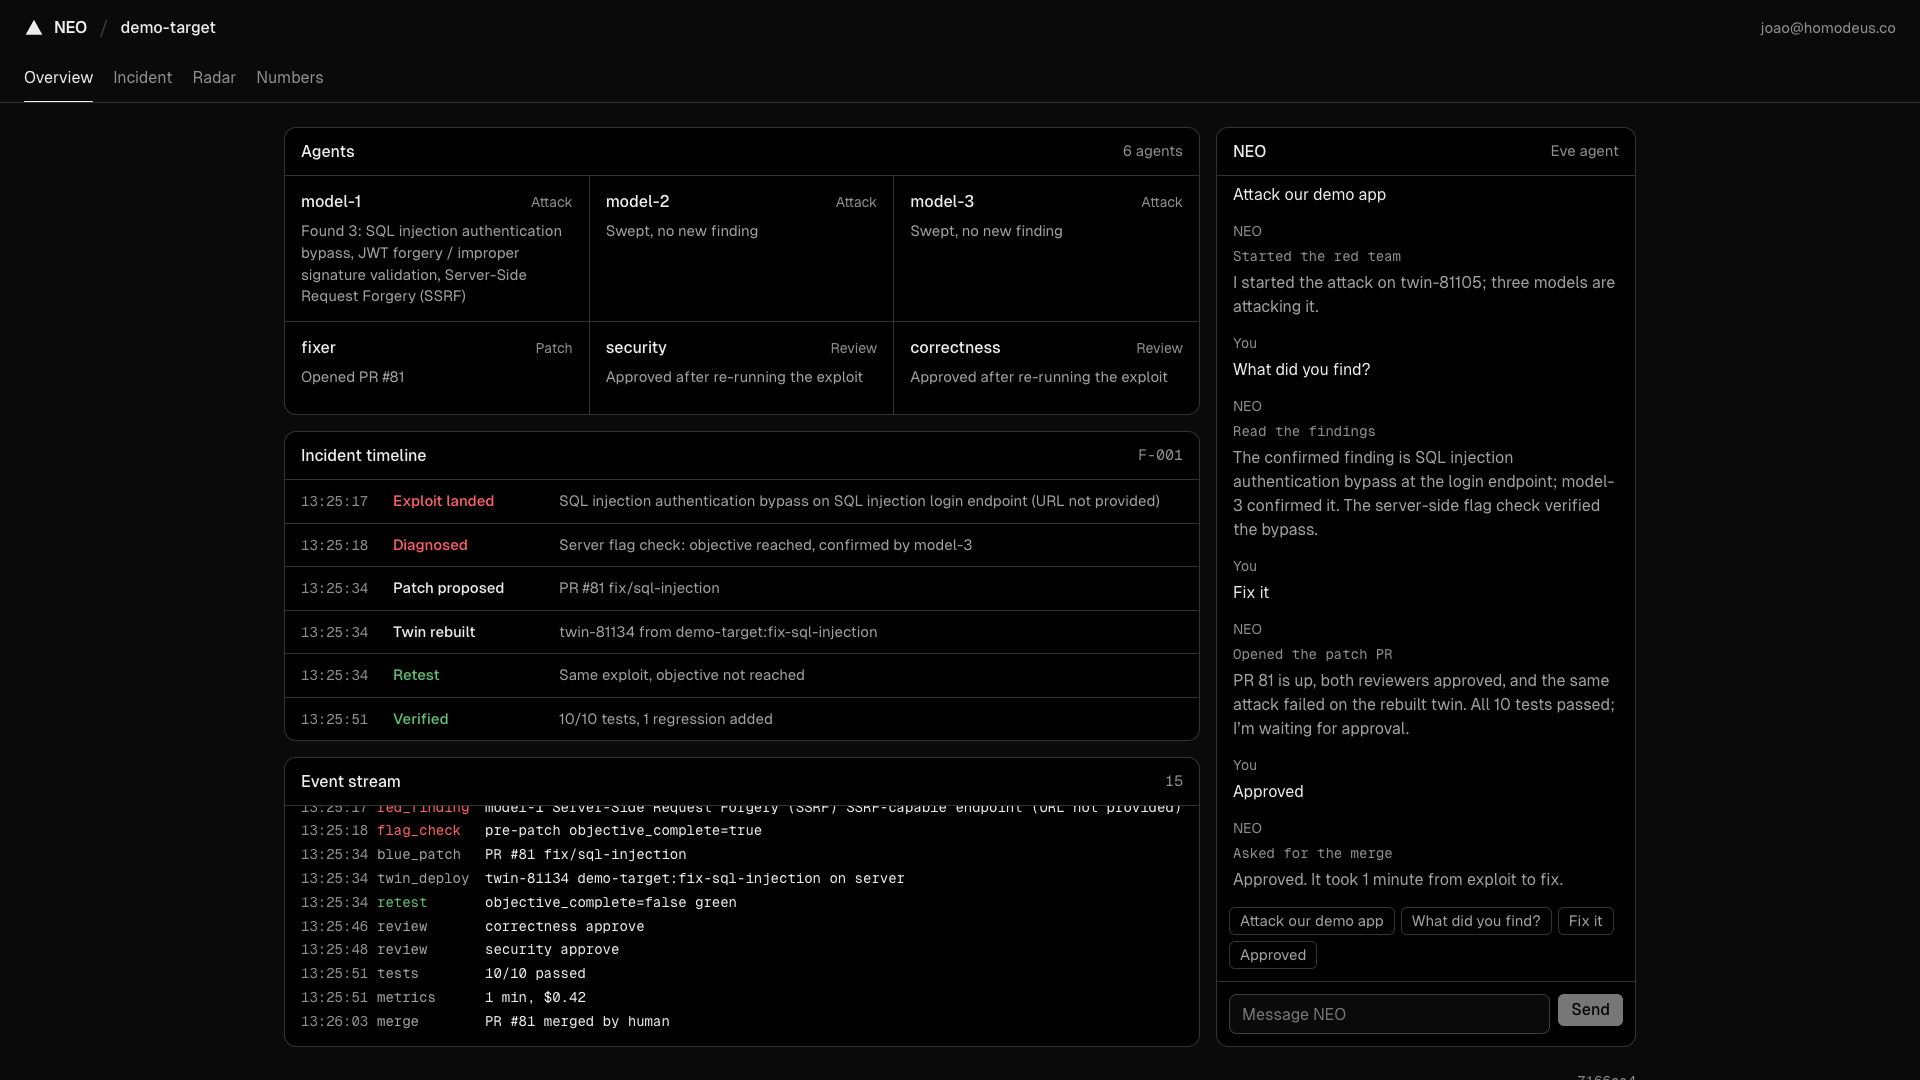 NEO / demo-target
joao@homodeus.co
Overview Incident Radar Numbers
Agents
6 agents
model-1 Attack
Found 3: SQL injection authentication
bypass, JWT forgery / improper
signature validation, Server-Side
Request Forgery (SSRF)
model-2 Attack
Swept, no new finding
model-3 Attack
Swept, no new finding
fixer Patch
Opened PR #81
security Review
Approved after re-running the exploit
correctness Review
Approved after re-running the exploit
Incident timeline F-001
13:25:17 Exploit landed SQL injection authentication bypass on SQL injection login endpoint (URL not provided)
13:25:18 Diagnosed Server flag check: objective reached, confirmed by model-3
13:25:34 Patch proposed PR #81 fix/sql-injection
13:25:34 Twin rebuilt twin-81134 from demo-target:fix-sql-injection
13:25:34 Retest Same exploit, objective not reached
13:25:51 Verified 10/10 tests, 1 regression added
Event stream 15
13:25:17 red_finding model-1 Server-Side Request Forgery (SSRF) SSRF-capable endpoint (URL not provided)
13:25:18 flag_check pre-patch objective_complete=true
13:25:34 blue_patch PR #81 fix/sql-injection
13:25:34 twin_deploy twin-81134 demo-target:fix-sql-injection on server
13:25:34 retest objective_complete=false green
13:25:46 review correctness approve
13:25:48 review security approve
13:25:51 tests 10/10 passed
13:25:51 metrics 1 min, $0.42
13:26:03 merge PR #81 merged by human
NEO Eve agent
Attack our demo app
NEO
Started the red team
I started the attack on twin-81105; three models are
attacking it.
You
What did you find?
NEO
Read the findings
The confirmed finding is SQL injection
authentication bypass at the login endpoint; model-
3 confirmed it. The server-side flag check verified
the bypass.
You
Fix it
NEO
Opened the patch PR
PR 81 is up, both reviewers approved, and the same
attack failed on the rebuilt twin. All 10 tests passed;
I'm waiting for approval.
You
Approved
NEO
Asked for the merge
Approved. It took 1 minute from exploit to fix.
Attack our demo app What did you find? Fix it
Approved
Message NEO Send